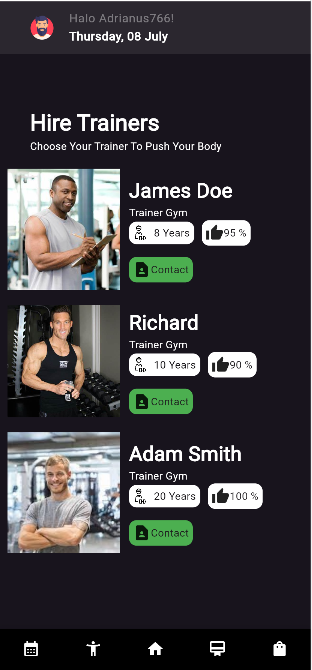 Halo Adrianus766!
Thursday, 08 July
Hire Trainers
Choose Your Trainer To Push Your Body
James Doe
Trainer Gym
8 Years
95 %
Contact
Richard
Trainer Gym
10 Years
90 %
Contact
Adam Smith
Trainer Gym
20 Years
100 %
Contact